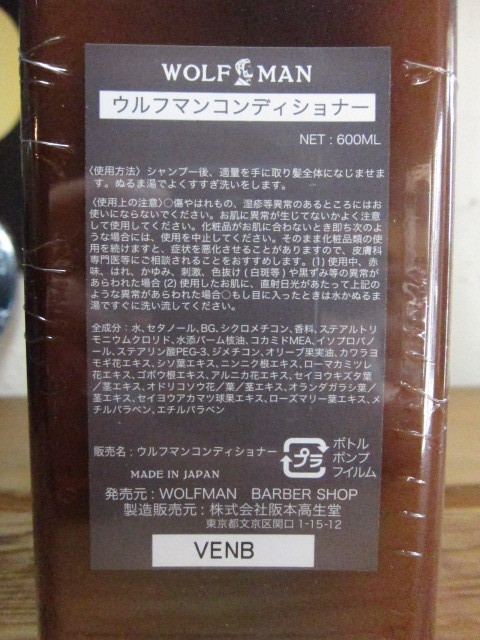 WOLF MAN
ウルフマンコンディショナー
NET : 600ML
〈使用方法〉シャンプー後、適量を手に取り髪全体になじませま
す。ぬるま湯でよくすすぎ洗いをします。
〈使用上の注意〉○傷やはれもの、湿疹等異常のあるところにはお
使いにならないでください。お肌に異常が生じてないかよく注意
して使用してください。化粧品がお肌に合わないとき即ち次のよ
うな場合には、使用を中止してください。そのまま化粧品類の使用
を続けますと、症状を悪化させることがありますので、皮膚科
専門医等にご相談されることをおすすめします。(1) 使用中、赤
味、はれ、かゆみ、刺激、色抜け (白斑等) や黒ずみ等の異常が
あらわれた場合 (2) 使用したお肌に、直射日光があたって上記の
ような異常があらわれた場合○もし目に入ったときは水かぬるま
湯ですぐに洗い流してください。
全成分 : 水、セタノール、BG、シクロメチコン、香料、ステアルトリ
モニウムクロリド、水添パーム核油、コカミドMEA、イソプロパノ
ール、ステアリン酸PEG-3、ジメチコン、オリーブ果実油、カワラヨ
モギ花エキス、シソ葉エキス、ニンニク根エキス、ローマカミツレ
花エキス、ゴボウ根エキス、アルニカ花エキス、セイヨウキズタ葉
／茎エキス、オドリコソウ花／葉／茎エキス、オランダガラシ葉／
茎エキス、セイヨウアカマツ球果エキス、ローズマリー葉エキス、メ
チルパラベン、エチルパラベン
販売名 : ウルフマンコンディショナー
プラ
ボトル
ポンプ
フイルム
MADE IN JAPAN
発売元 : WOLFMAN BARBER SHOP
製造販売元 : 株式会社阪本高生堂
東京都文京区関口 1-15-12
VENB